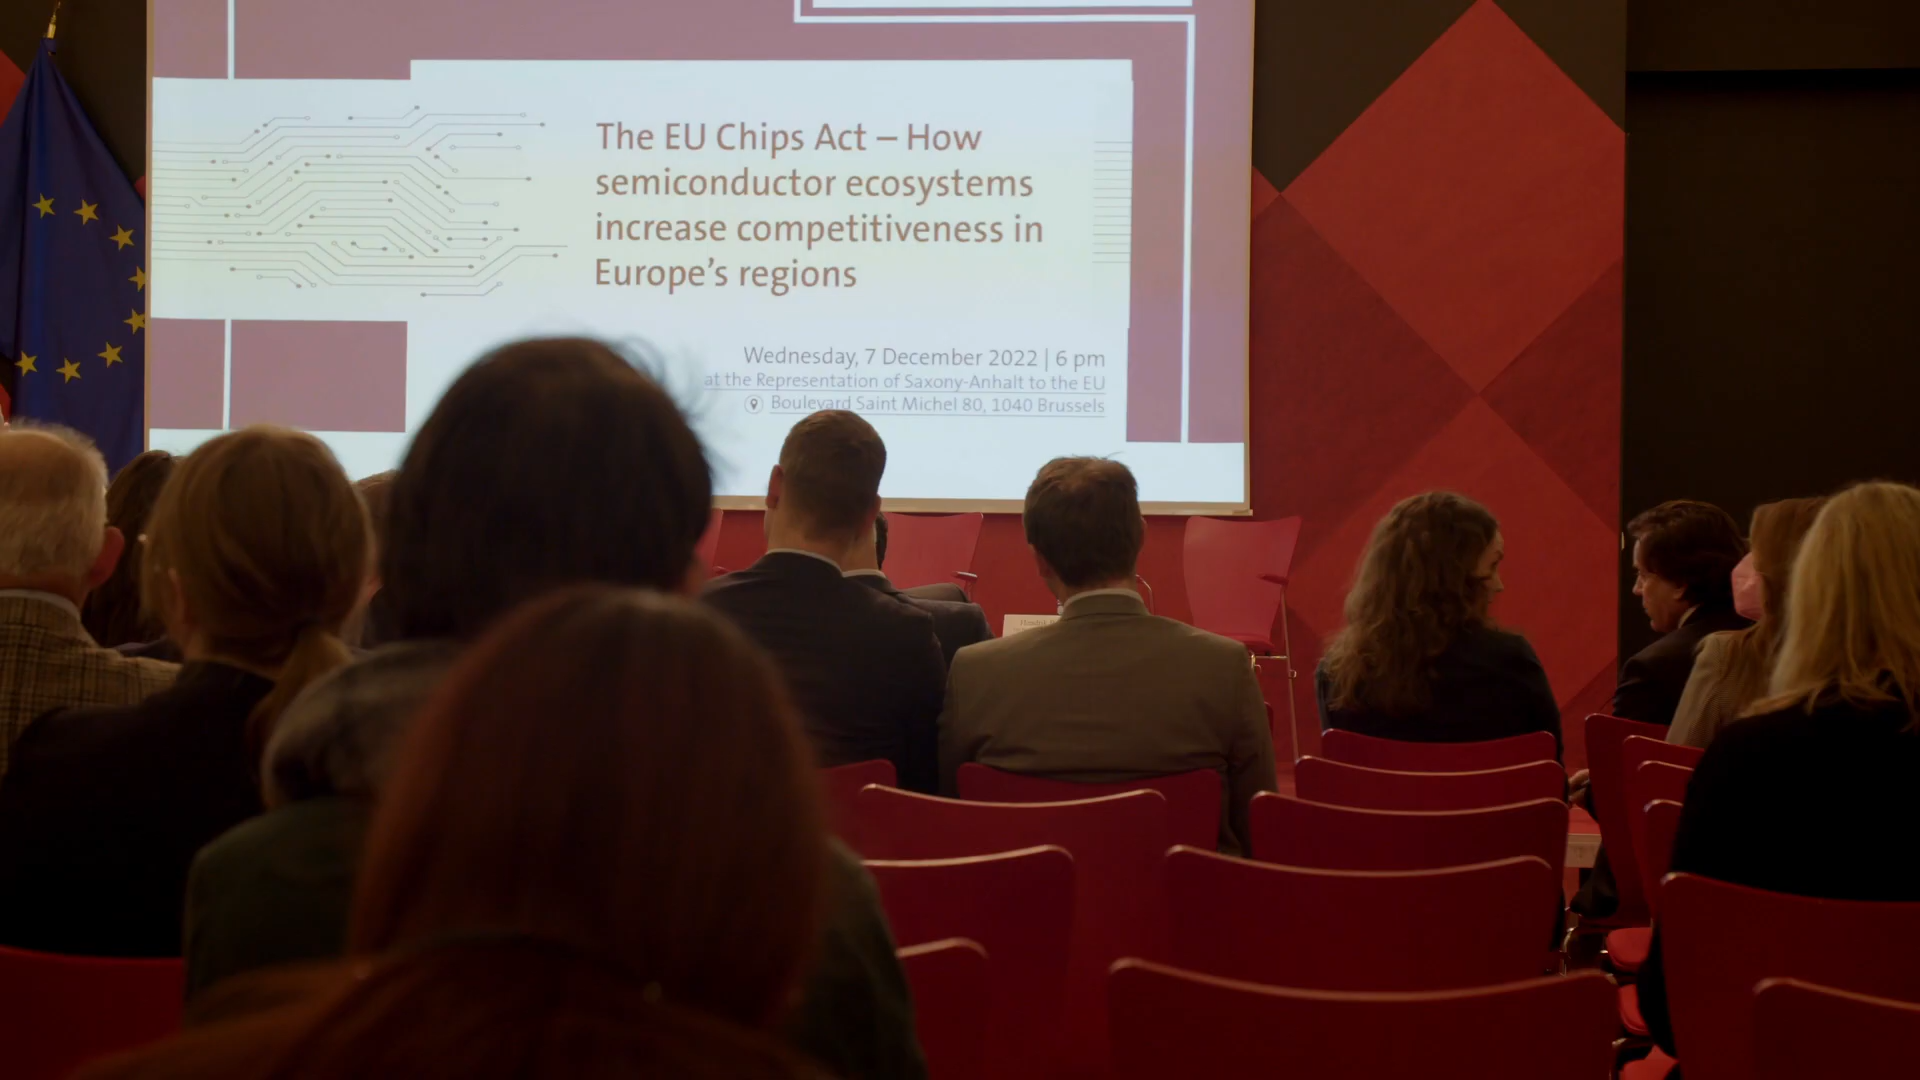 The EU Chips Act – How
semiconductor ecosystems
increase competitiveness in
Europe's regions
Wednesday, 7 December 2022 | 6 pm
at the Representation of Saxony-Anhalt to the EU
Boulevard Saint Michel 80, 1040 Brussels